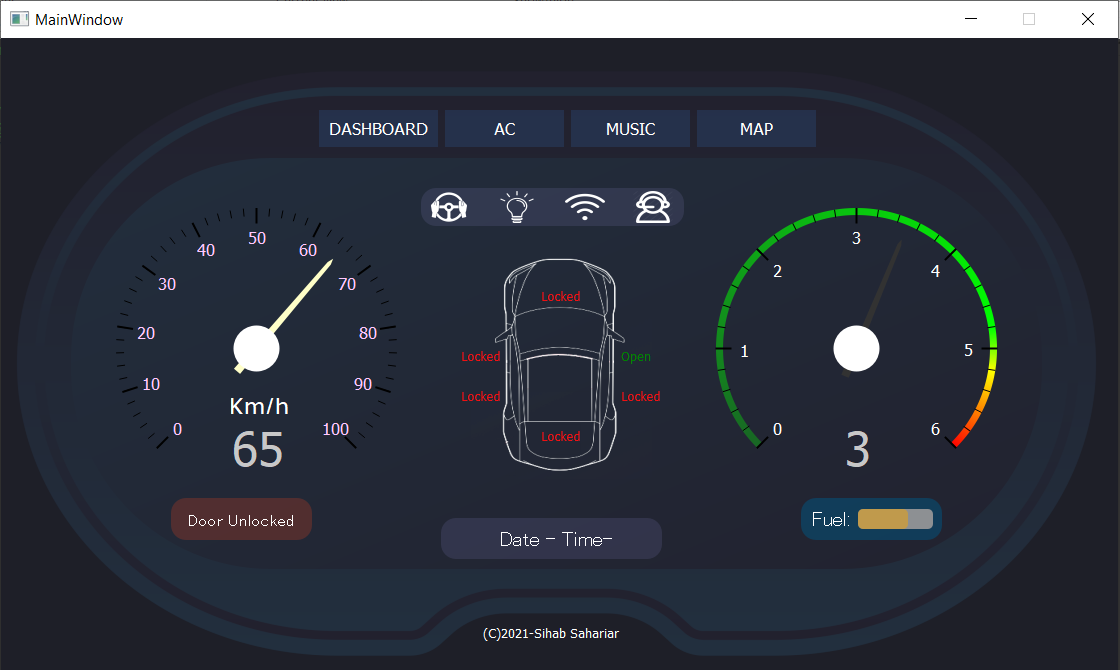 MainWindow
DASHBOARD AC MUSIC MAP
0 10 20 30 40 50 60 70 80 90 100
Km/h
65
Locked
Locked Open
Locked Locked
Locked
0 1 2 3 4 5 6
3
Door Unlocked
Date - Time-
Fuel:
(C)2021-Sihab Sahariar